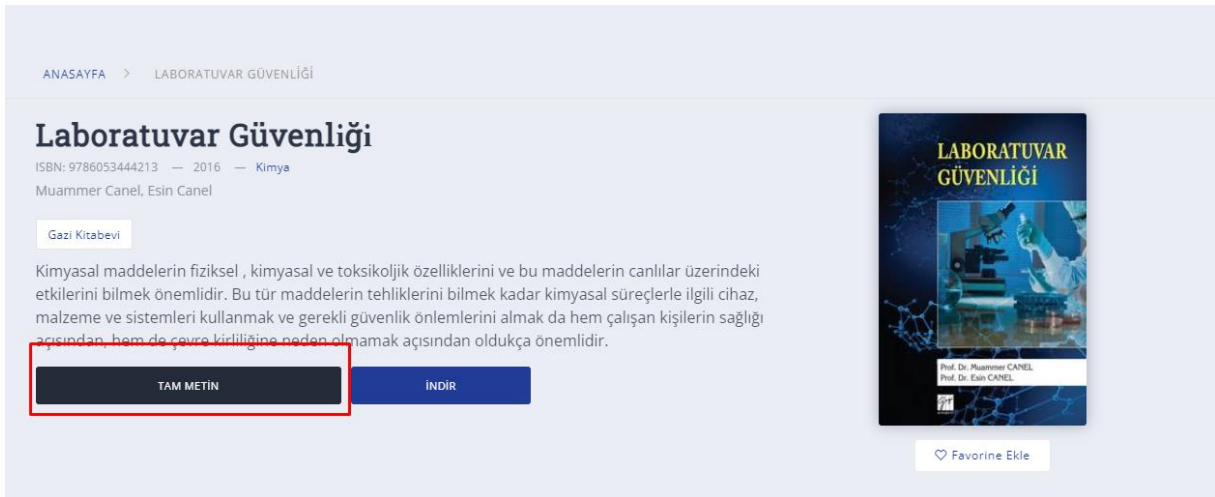 ANASAYFA > LABORATUVAR GÜVENLİĞİ
Laboratuvar Güvenliği
ISBN: 9786053444213 — 2016 — Kimya
Muammer Canel, Esin Canel
Gazi Kitabevi
Kimyasal maddelerin fiziksel , kimyasal ve toksikoljik özelliklerini ve bu maddelerin canlılar üzerindeki
etkilerini bilmek önemlidir. Bu tür maddelerin tehliklerini bilmek kadar kimyasal süreçlerle ilgili cihaz,
malzeme ve sistemleri kullanmak ve gerekli güvenlik önlemlerini almak da hem çalışan kişilerin sağlığı
açısından, hem de çevre kirliliğine neden olmamak açısından oldukça önemlidir.
TAM METİN
İNDİR
LABORATUVAR
GÜVENLİĞİ
Prof. Dr. Muammer CANEL
Prof. Dr. Esin CANEL
Favorine Ekle